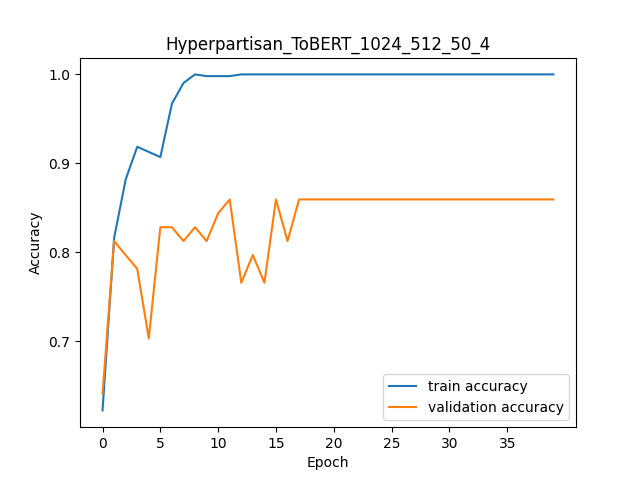 Hyperpartisan_ToBERT_1024_512_50_4
1.0
0.9
0.8
0.7
Accuracy
train accuracy
validation accuracy
0 5 10 15 20 25 30 35
Epoch